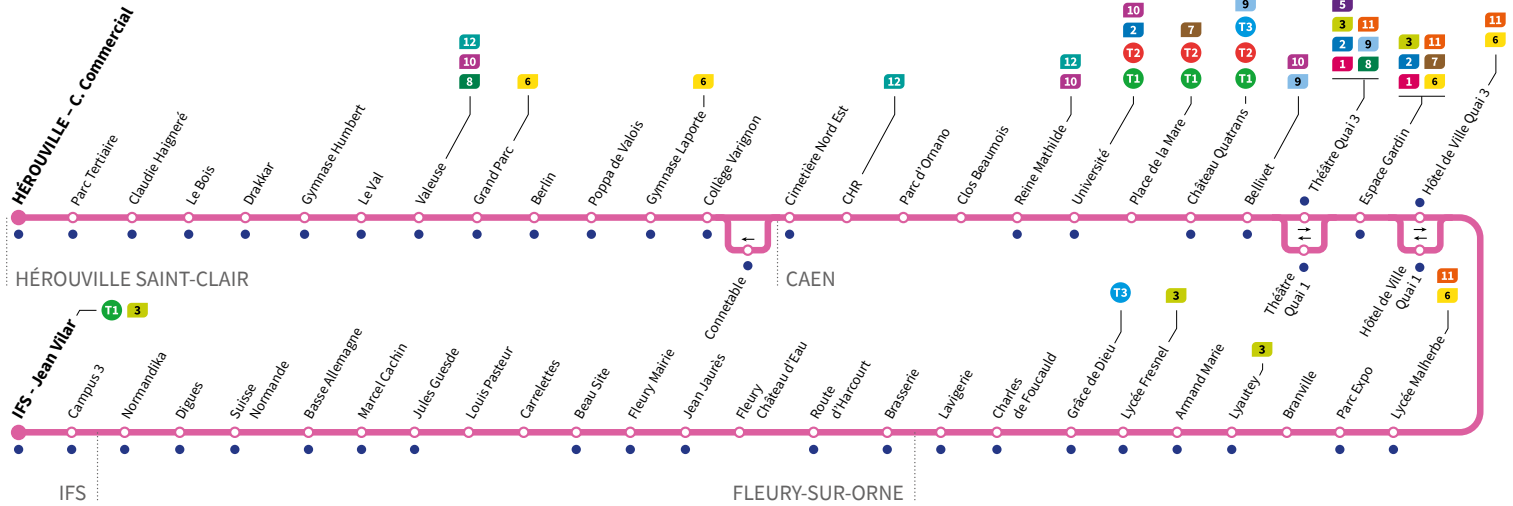 HÉROUVILLE – C. Commercial
Parc Tertiaire
Claudie Haigneré
Le Bois
Drakkar
Gymnase Humbert
Le Val
12
10
8
Valeuse
6
Grand Parc
Berlin
Poppa de Valois
6
Gymnase Laporte
Collège Varignon
Connetable
Cimetière Nord Est
12
CHR
Parc d'Ornano
Clos Beaumois
12
10
Reine Mathilde
10
2
T2
T1
Université
7
T2
T1
Place de la Mare
9
T3
T2
T1
Château Quatrans
10
9
Bellivet
5
3 11
2 9
1 8
Théâtre Quai 3
Théâtre
Quai 1
3 11
2 7
1 6
Espace Gardin
11
6
Hôtel de Ville Quai 3
Hôtel de Ville
Quai 1
HÉROUVILLE SAINT-CLAIR
CAEN
IFS - Jean Vilar
T1 3
Campus 3
Normandika
Digues
Suisse
Normande
Basse Allemagne
Marcel Cachin
Jules Guesde
Louis Pasteur
Carrelettes
Beau Site
Fleury Mairie
Jean Jaurès
Fleury
Château d'Eau
Route
d'Harcourt
Brasserie
Lavigerie
Charles
de Foucauld
T3
Grâce de Dieu
3
Lycée Fresnel
Armand Marie
3
Lyautey
Branville
Parc Expo
11
6
Lycée Malherbe
IFS
FLEURY-SUR-ORNE